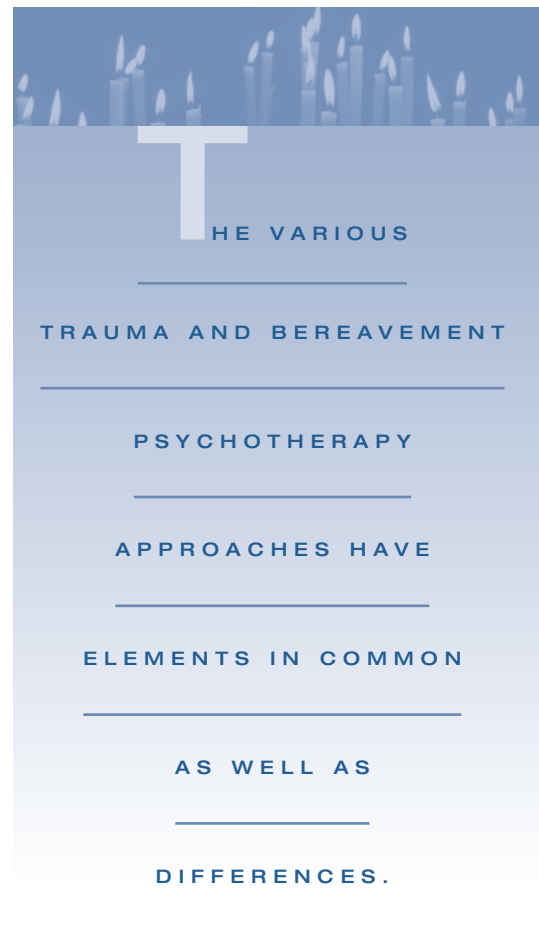 THE VARIOUS
TRAUMA AND BEREAVEMENT
PSYCHOTHERAPY
APPROACHES HAVE
ELEMENTS IN COMMON
AS WELL AS
DIFFERENCES.